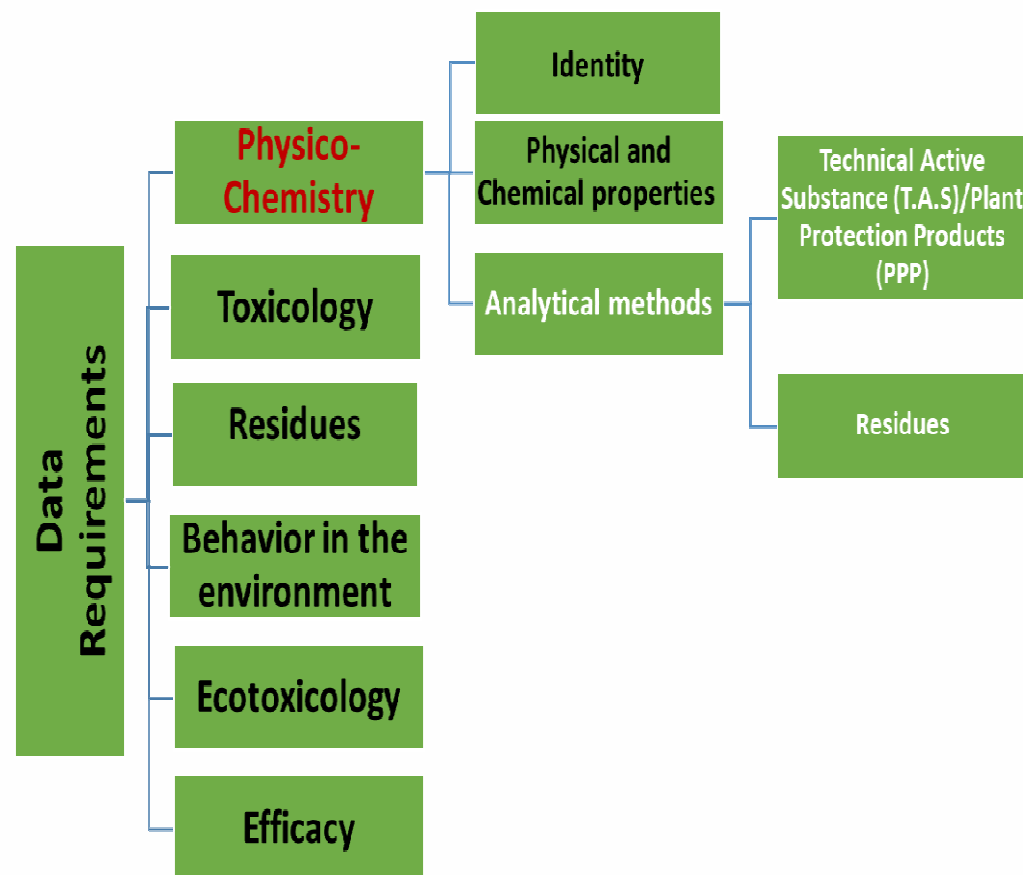 Data
Requirements
Physico-
Chemistry
Toxicology
Residues
Behavior in the
environment
Ecotoxicology
Efficacy
Identity
Physical and
Chemical properties
Analytical methods
Technical Active
Substance (T.A.S)/Plant
Protection Products
(PPP)
Residues